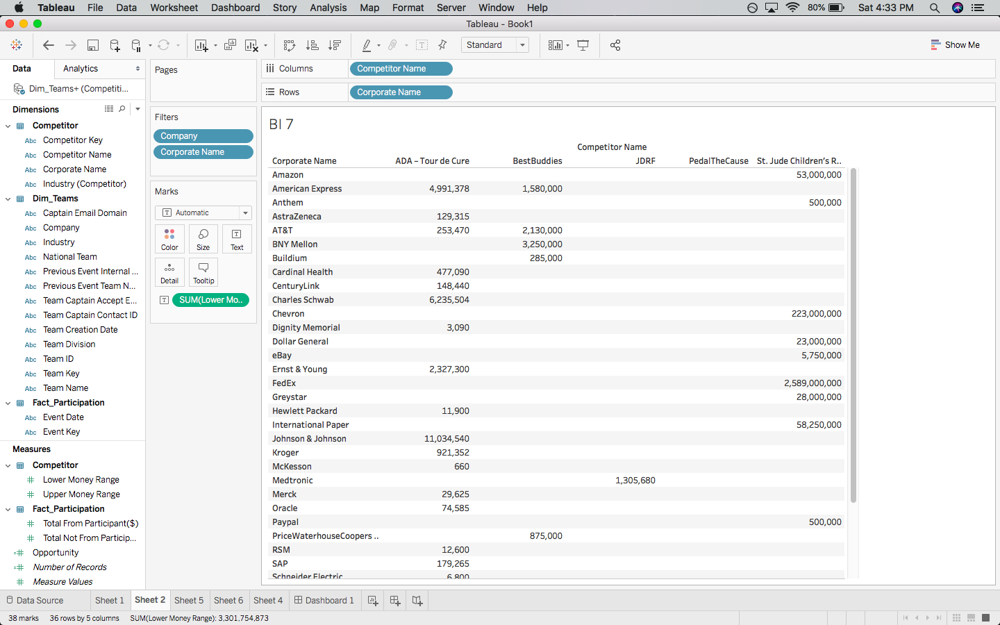 Tableau File Data Worksheet Dashboard Story Analysis Map Format Server Window Help 80% Sat 4:33 PM
Tableau - Book1
Standard Show Me
Data Analytics
Dim_Teams+ (Competiti...
Dimensions
Competitor
Abc Competitor Key
Abc Competitor Name
Abc Corporate Name
Abc Industry (Competitor)
Dim_Teams
Abc Captain Email Domain
Abc Company
Abc Industry
Abc National Team
Abc Previous Event Internal ...
Abc Previous Event Team N...
Abc Team Captain Accept E...
Abc Team Captain Contact ID
Abc Team Creation Date
Abc Team Division
Abc Team ID
Abc Team Key
Abc Team Name
Fact_Participation
Abc Event Date
Abc Event Key
Measures
Competitor
# Lower Money Range
# Upper Money Range
Fact_Participation
# Total From Participant($)
# Total Not From Particip...
=# Opportunity
=# Number of Records
# Measure Values
Pages
Filters
Company
Corporate Name
Marks
T Automatic
Color Size T Text
Detail Tooltip
T SUM(Lower Mo..
Columns Competitor Name
Rows Corporate Name
BI 7
Competitor Name
Corporate Name ADA – Tour de Cure BestBuddies JDRF PedalTheCause St. Jude Children's R..
Amazon 53,000,000
American Express 4,991,378 1,580,000
Anthem 500,000
AstraZeneca 129,315
AT&T 253,470 2,130,000
BNY Mellon 3,250,000
Buildium 285,000
Cardinal Health 477,090
CenturyLink 148,440
Charles Schwab 6,235,504
Chevron 223,000,000
Dignity Memorial 3,090
Dollar General 23,000,000
eBay 5,750,000
Ernst & Young 2,327,300
FedEx 2,589,000,000
Greystar 28,000,000
Hewlett Packard 11,900
International Paper 58,250,000
Johnson & Johnson 11,034,540
Kroger 921,352
McKesson 660
Medtronic 1,305,680
Merck 29,625
Oracle 74,585
Paypal 500,000
PriceWaterhouseCoopers .. 875,000
RSM 12,600
SAP 179,265
Schneider Electric 6,800
Data Source Sheet 1 Sheet 2 Sheet 5 Sheet 6 Sheet 4 Dashboard 1
38 marks 36 rows by 5 columns SUM(Lower Money Range): 3,301,754,873